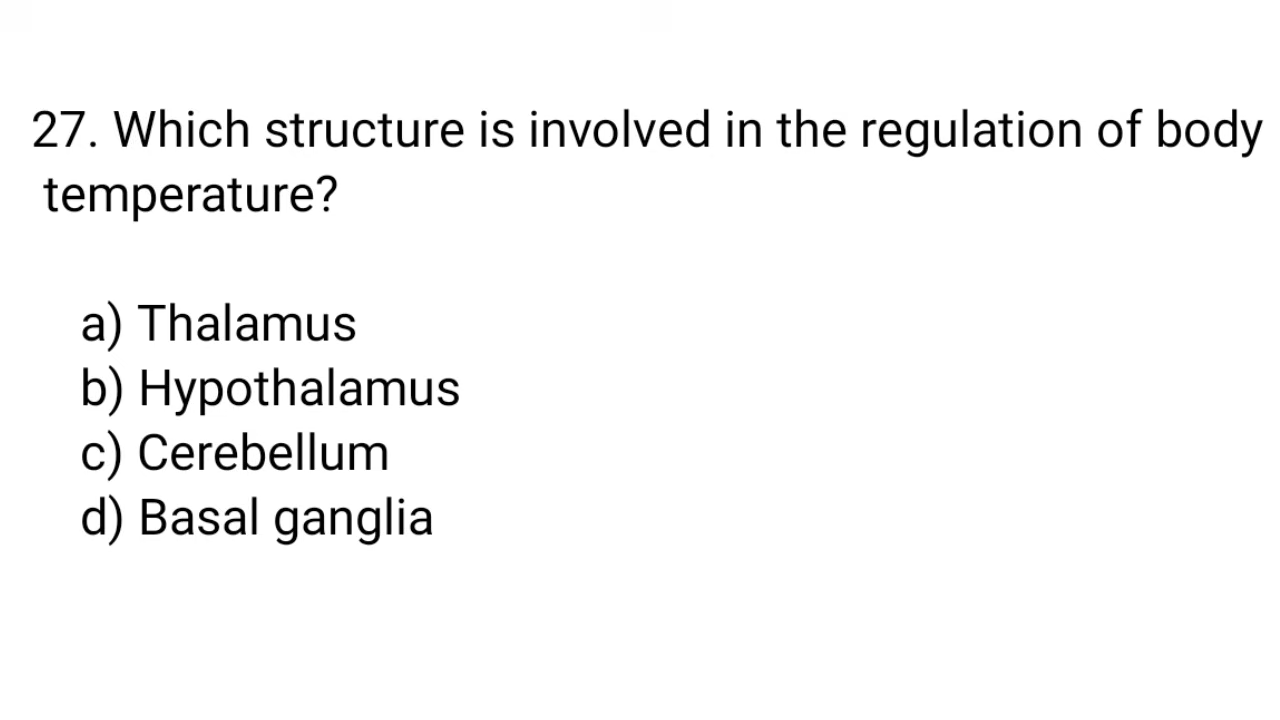 27. Which structure is involved in the regulation of body
temperature?
a) Thalamus
b) Hypothalamus
c) Cerebellum
d) Basal ganglia